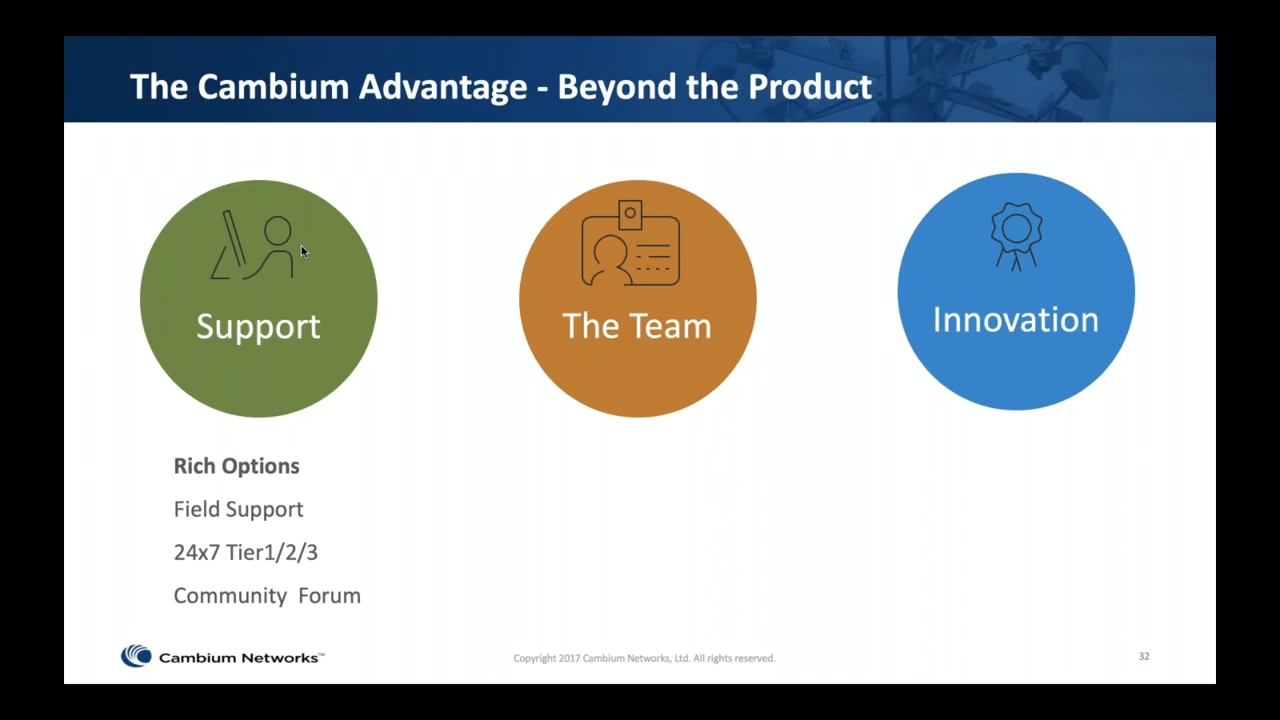 The Cambium Advantage - Beyond the Product
Support
The Team
Innovation
Rich Options
Field Support
24x7 Tier1/2/3
Community  Forum
Cambium Networks™
Copyright 2017 Cambium Networks, Ltd. All rights reserved.
32